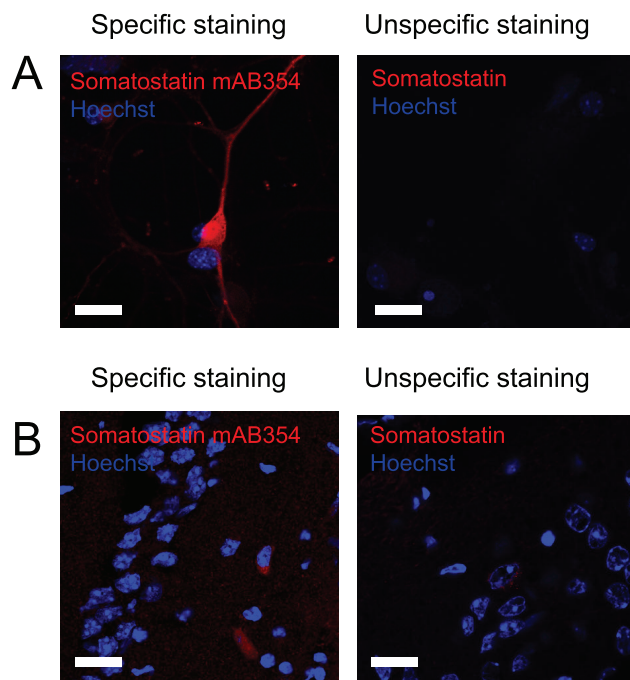 Specific staining
Unspecific staining
A
Somatostatin mAB354
Hoechst
Somatostatin
Hoechst
Specific staining
Unspecific staining
B
Somatostatin mAB354
Hoechst
Somatostatin
Hoechst